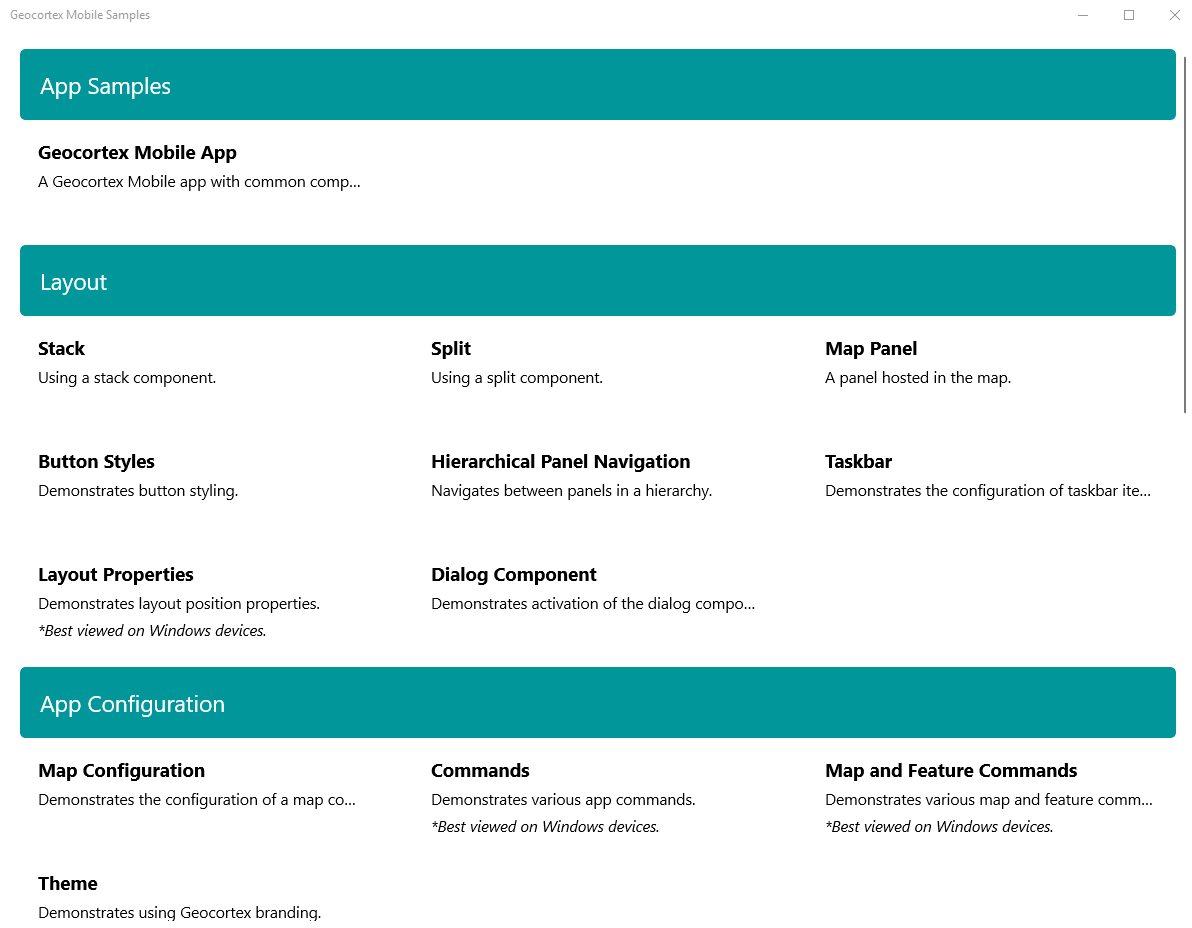 Geocortex Mobile Samples
App Samples
Geocortex Mobile App
A Geocortex Mobile app with common comp...
Layout
Stack
Using a stack component.
Split
Using a split component.
Map Panel
A panel hosted in the map.
Button Styles
Demonstrates button styling.
Hierarchical Panel Navigation
Navigates between panels in a hierarchy.
Taskbar
Demonstrates the configuration of taskbar ite...
Layout Properties
Demonstrates layout position properties.
*Best viewed on Windows devices.
Dialog Component
Demonstrates activation of the dialog compo...
App Configuration
Map Configuration
Demonstrates the configuration of a map co...
Commands
Demonstrates various app commands.
*Best viewed on Windows devices.
Map and Feature Commands
Demonstrates various map and feature comm...
*Best viewed on Windows devices.
Theme
Demonstrates using Geocortex branding.